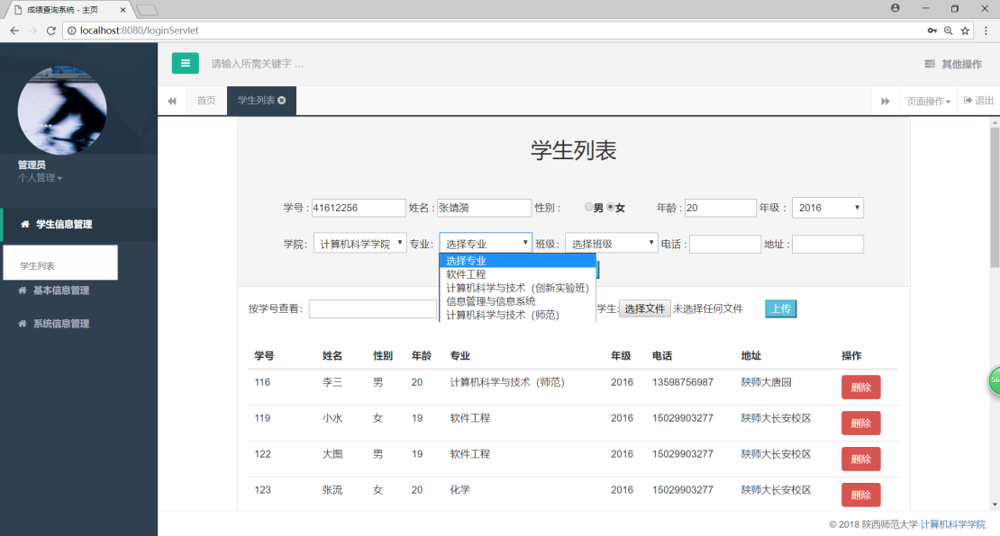 成绩查询系统 - 主页
localhost:8080/loginServlet
请输入所需关键字 ...
其他操作
首页
学生列表
页面操作
退出
管理员
个人管理
学生信息管理
学生列表
基本信息管理
系统信息管理
学生列表
学号 : 41612256 姓名 : 张靖漪 性别 : 男 女 年龄 : 20 年级 : 2016
学院: 计算机科学学院 专业: 选择专业 班级: 选择班级 电话 : 地址 :
选择专业
软件工程
计算机科学与技术（创新实验班)
信息管理与信息系统
计算机科学与技术（师范)
按学号查看: 学生: 选择文件 未选择任何文件 上传
学号 姓名 性别 年龄 专业 年级 电话 地址 操作
116 李三 男 20 计算机科学与技术（师范) 2016 13598756987 陕师大唐园 删除
119 小水 女 19 软件工程 2016 15029903277 陕师大长安校区 删除
122 大图 男 19 软件工程 2016 15029903277 陕师大长安校区 删除
123 张流 女 20 化学 2016 15029903277 陕师大长安校区 删除
56
© 2018 陕西师范大学 计算机科学学院